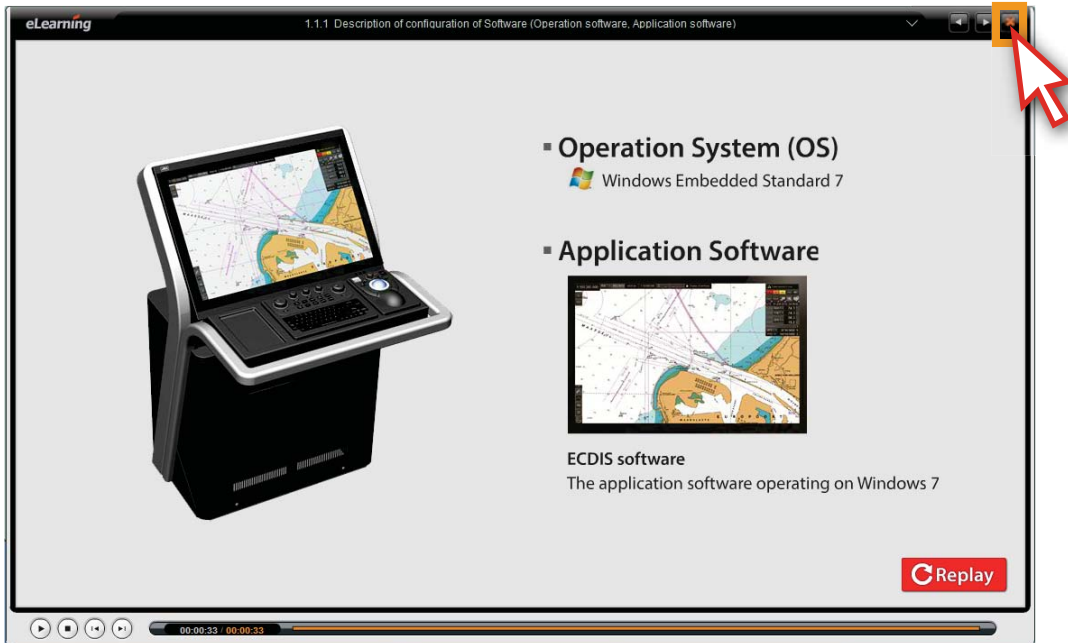 eLearning
1.1.1 Description of configuration of Software (Operation software, Application software)
Operation System (OS)
Windows Embedded Standard 7
Application Software
ECDIS software
The application software operating on Windows 7
Replay
00:00:33 / 00:00:33